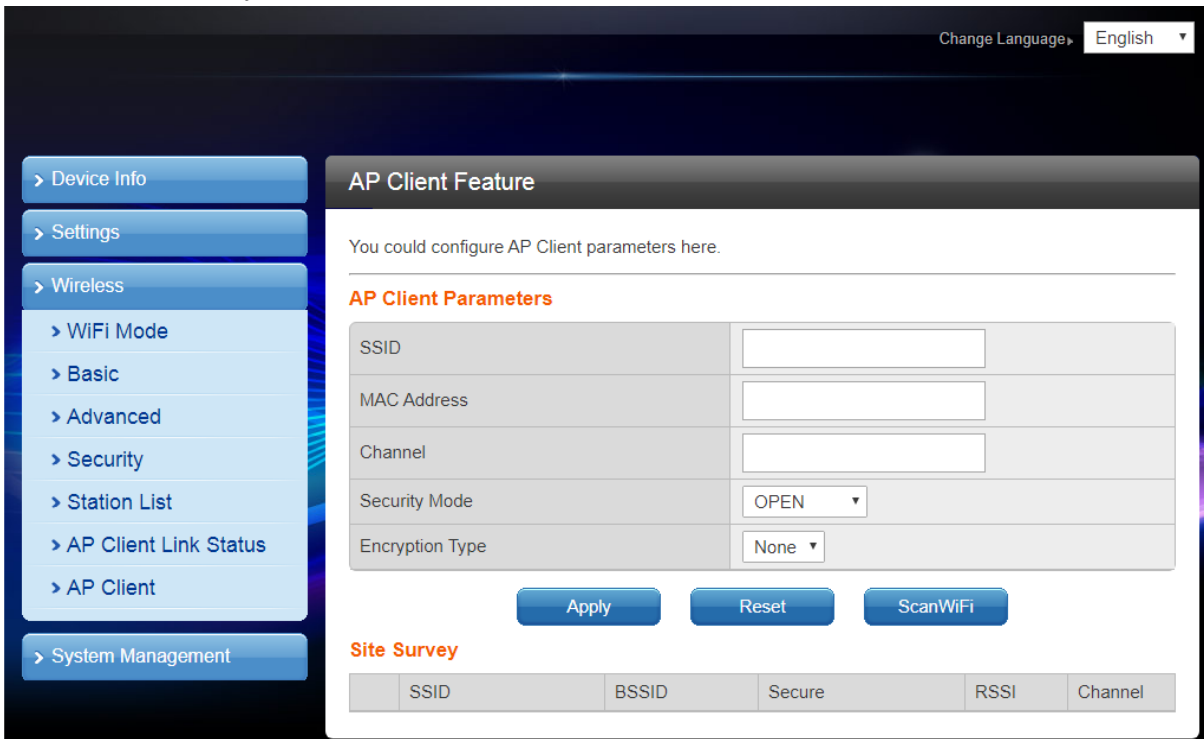 Change Language English
Device Info
Settings
Wireless
WiFi Mode
Basic
Advanced
Security
Station List
AP Client Link Status
AP Client
System Management
AP Client Feature
You could configure AP Client parameters here.
AP Client Parameters
SSID
MAC Address
Channel
Security Mode OPEN
Encryption Type None
Apply Reset ScanWiFi
Site Survey
SSID BSSID Secure RSSI Channel